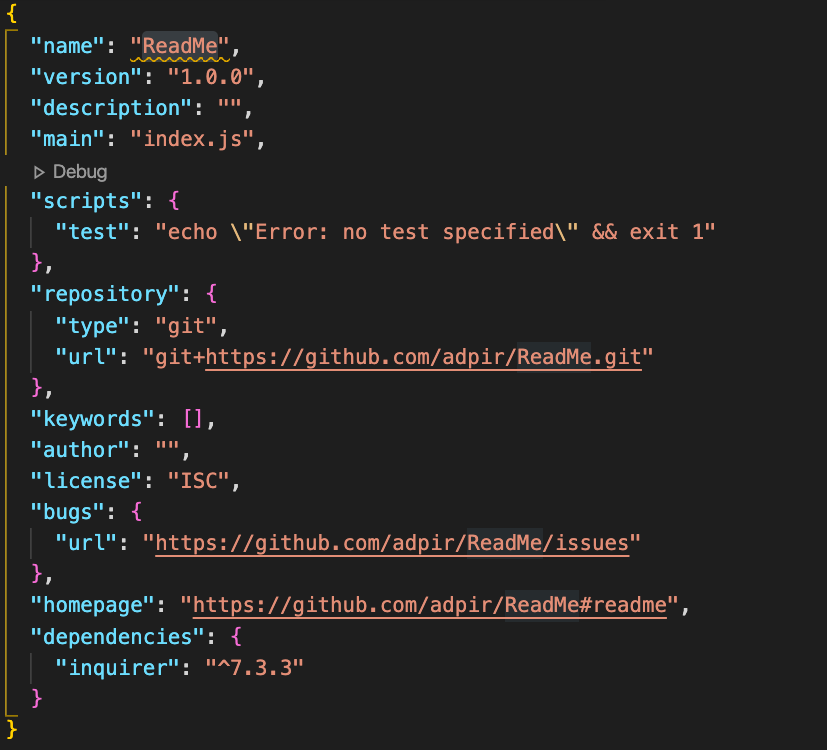 {
"name": "ReadMe",
"version": "1.0.0",
"description": "",
"main": "index.js",
Debug
"scripts": {
"test": "echo \"Error: no test specified\" && exit 1"
},
"repository": {
"type": "git",
"url": "git+https://github.com/adpir/ReadMe.git"
},
"keywords": [],
"author": "",
"license": "ISC",
"bugs": {
"url": "https://github.com/adpir/ReadMe/issues"
},
"homepage": "https://github.com/adpir/ReadMe#readme",
"dependencies": {
"inquirer": "^7.3.3"
}
}